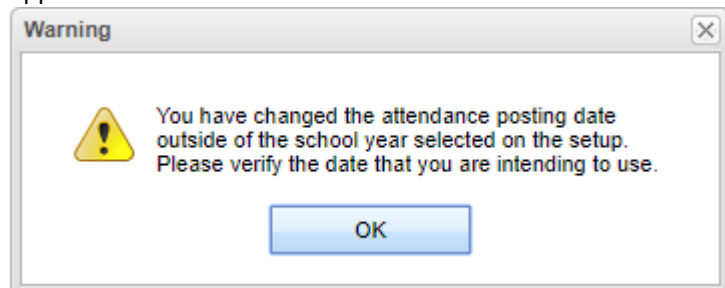 Warning
You have changed the attendance posting date
outside of the school year selected on the setup.
Please verify the date that you are intending to use.
OK